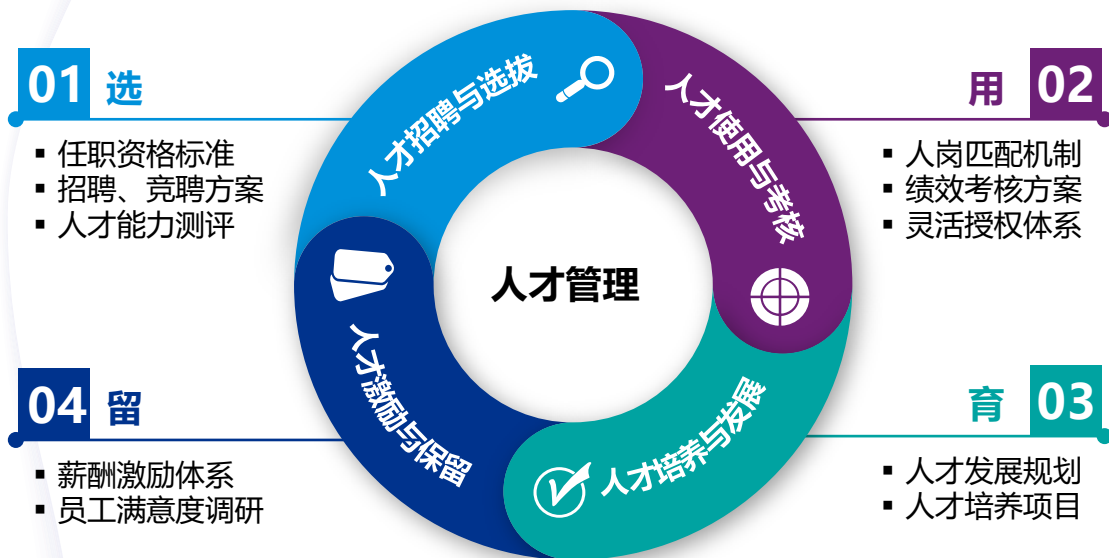 01 选
▪ 任职资格标准
▪ 招聘、竞聘方案
▪ 人才能力测评
人才招聘与选拔
用 02
▪ 人岗匹配机制
▪ 绩效考核方案
▪ 灵活授权体系
人才使用与考核
人才管理
04 留
▪ 薪酬激励体系
▪ 员工满意度调研
人才激励与保留
育 03
▪ 人才发展规划
▪ 人才培养项目
人才培养与发展